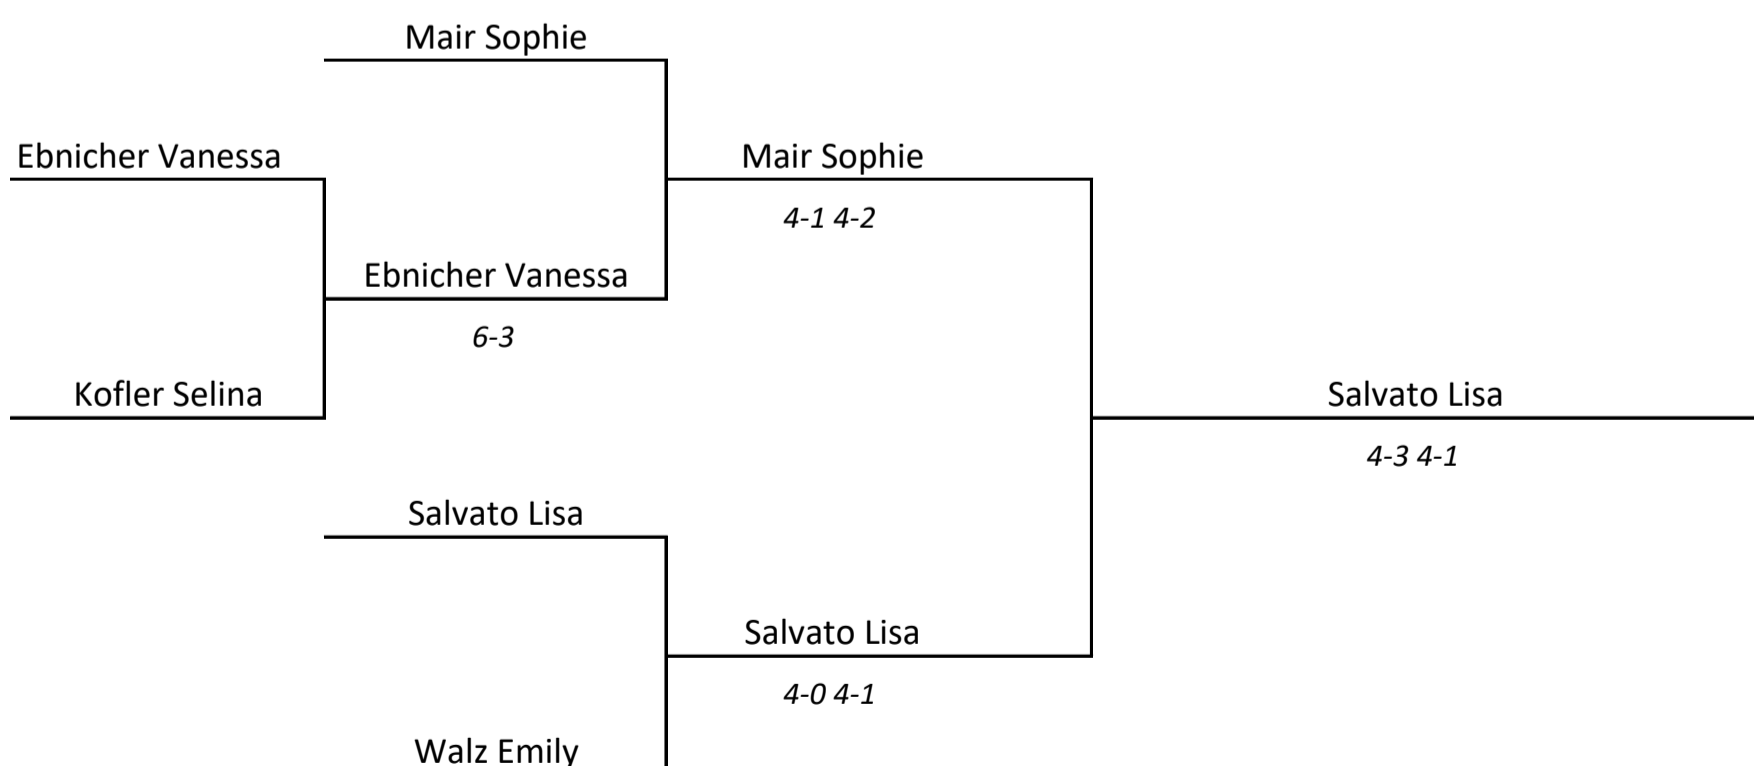 Mair Sophie
Ebnicher Vanessa
Mair Sophie
4-1 4-2
Ebnicher Vanessa
6-3
Kofler Selina
Salvato Lisa
4-3 4-1
Salvato Lisa
Salvato Lisa
4-0 4-1
Walz Emily